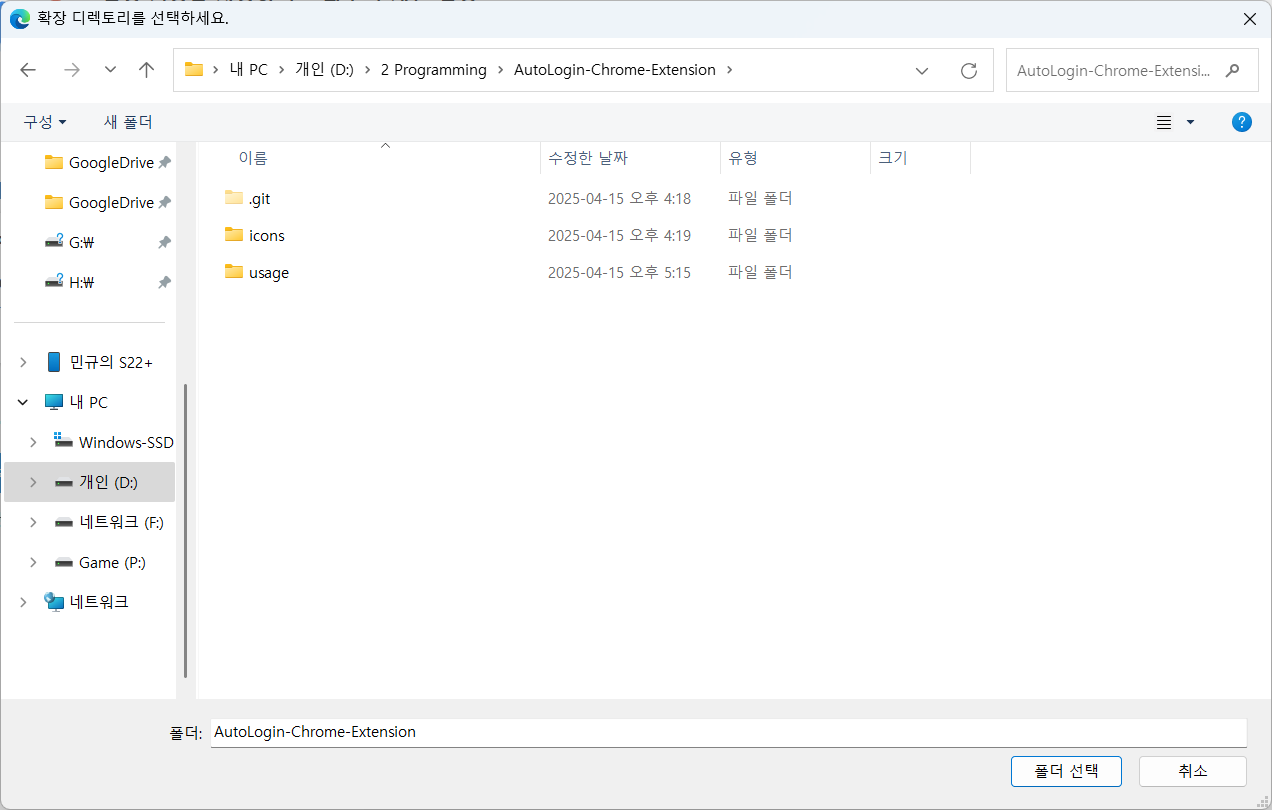 확장 디렉토리를 선택하세요.
내 PC > 개인 (D:) > 2 Programming > AutoLogin-Chrome-Extension >
AutoLogin-Chrome-Extensi...
구성 새 폴더
이름 수정한 날짜 유형 크기
GoogleDrive
GoogleDrive
G:₩
H:₩
민규의 S22+
내 PC
Windows-SSD
개인 (D:)
네트워크 (F:)
Game (P:)
네트워크
.git 2025-04-15 오후 4:18 파일 폴더
icons 2025-04-15 오후 4:19 파일 폴더
usage 2025-04-15 오후 5:15 파일 폴더
폴더: AutoLogin-Chrome-Extension
폴더 선택 취소